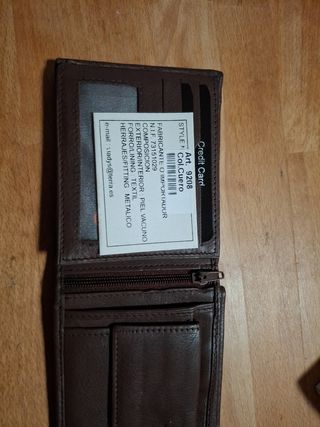 Credit Card
Art. 9208
Col.Cuero
STYLE
FABRICANTE O IMPORTADOR
N.I.F. 73151029
COMPOSICION
EXTERIOR/INTERIOR : PIEL VACUNO
FORRO/LINING : TEXTIL
HERRAJES/FITTING : METALICO